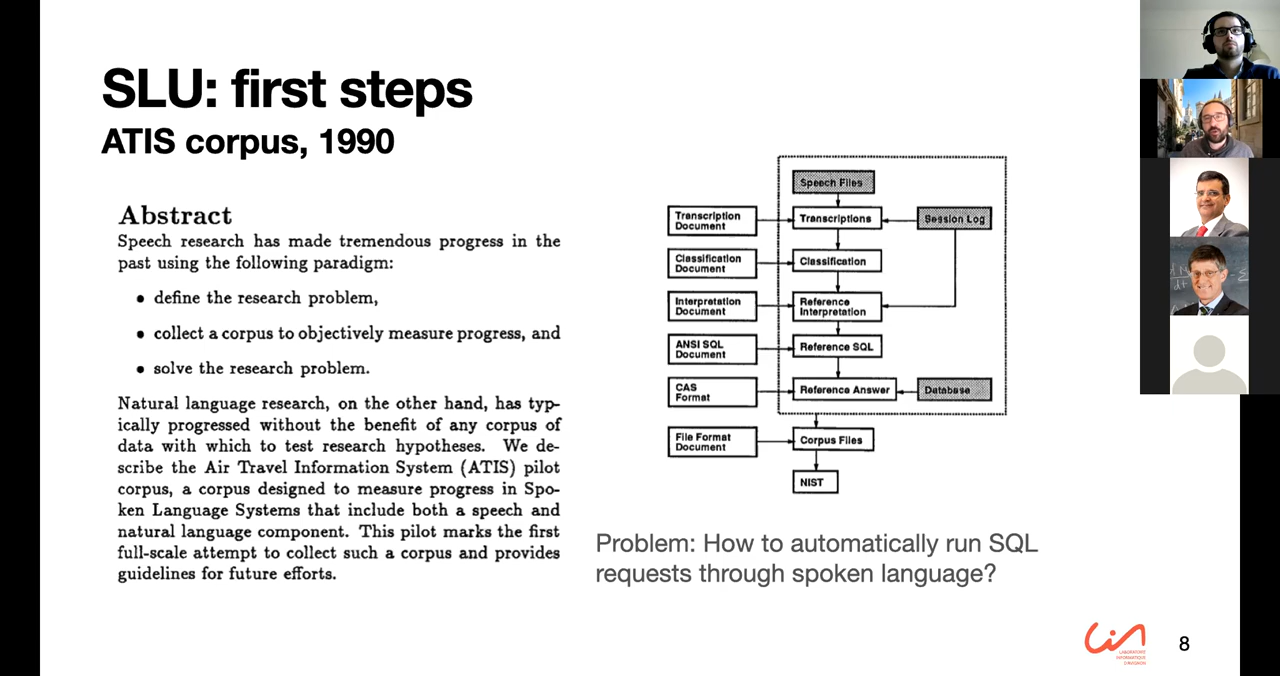 SLU: first steps
ATIS corpus, 1990
Abstract
Speech research has made tremendous progress in the
past using the following paradigm:
• define the research problem,
• collect a corpus to objectively measure progress, and
• solve the research problem.
Natural language research, on the other hand, has typ-
ically progressed without the benefit of any corpus of
data with which to test research hypotheses. We de-
scribe the Air Travel Information System (ATIS) pilot
corpus, a corpus designed to measure progress in Spo-
ken Language Systems that include both a speech and
natural language component. This pilot marks the first
full-scale attempt to collect such a corpus and provides
guidelines for future efforts.
Speech Files
Transcription
Document
Transcriptions
Session Log
Classification
Document
Classification
Interpretation
Document
Reference
Interpretation
ANSI SQL
Document
Reference SQL
CAS
Format
Reference Answer
Database
File Format
Document
Corpus Files
NIST
Problem: How to automatically run SQL
requests through spoken language?
LABORATOIRE
INFORMATIQUE
D'AVIGNON
8